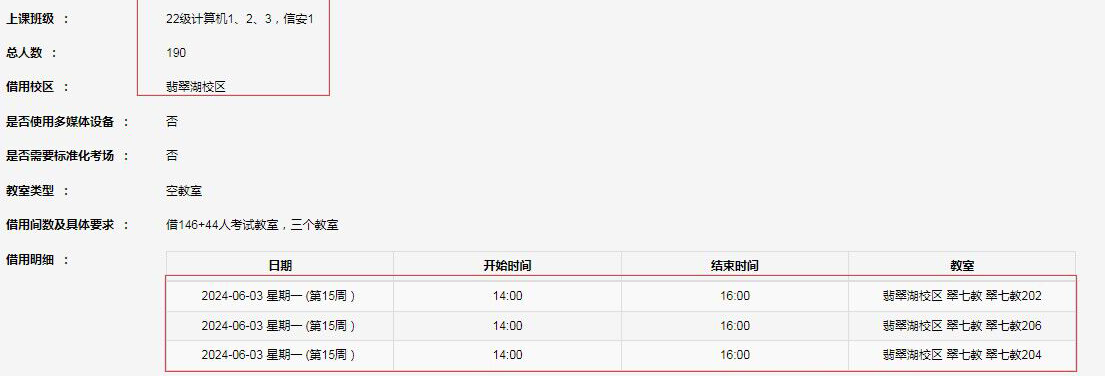 上课班级 ： 22级计算机1、2、3，信安1
总人数 ： 190
借用校区 ： 翡翠湖校区
是否使用多媒体设备 ： 否
是否需要标准化考场 ： 否
教室类型 ： 空教室
借用间数及具体要求 ： 借146+44人考试教室，三个教室
借用明细 ：
日期 开始时间 结束时间 教室
2024-06-03 星期一 (第15周 ) 14:00 16:00 翡翠湖校区 翠七教 翠七教202
2024-06-03 星期一 (第15周 ) 14:00 16:00 翡翠湖校区 翠七教 翠七教206
2024-06-03 星期一 (第15周 ) 14:00 16:00 翡翠湖校区 翠七教 翠七教204